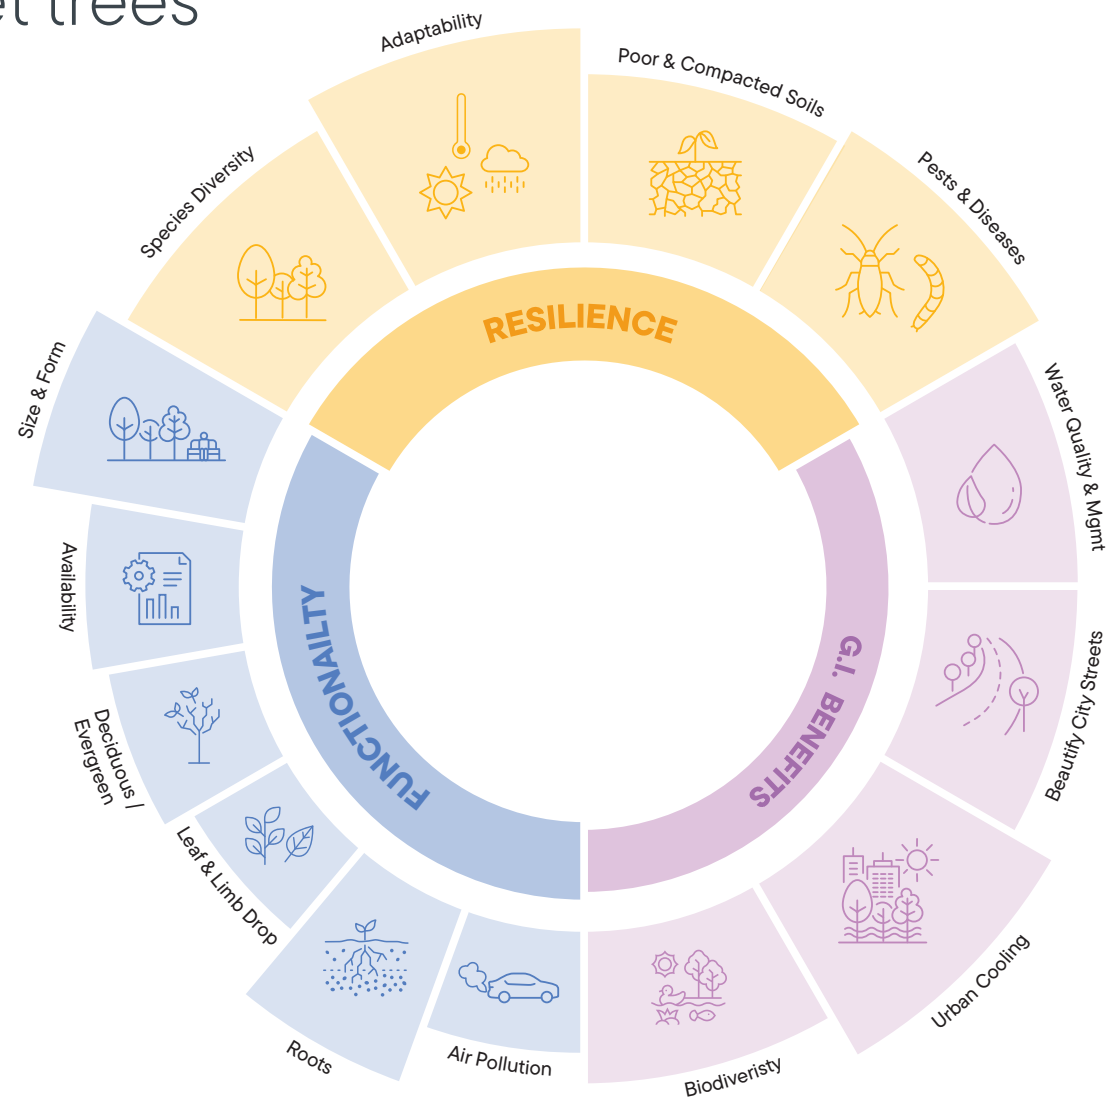 trees
Adaptability
Poor & Compacted Soils
Species Diversity
Pests & Diseases
RESILIENCE
Size & Form
Water Quality & Mgmt
Availability
FUNCTIONAILTY
G.I. BENEFITS
Beautify City Streets
Deciduous /
Evergreen
Leaf & Limb Drop
Urban Cooling
Roots
Air Pollution
Biodiveristy